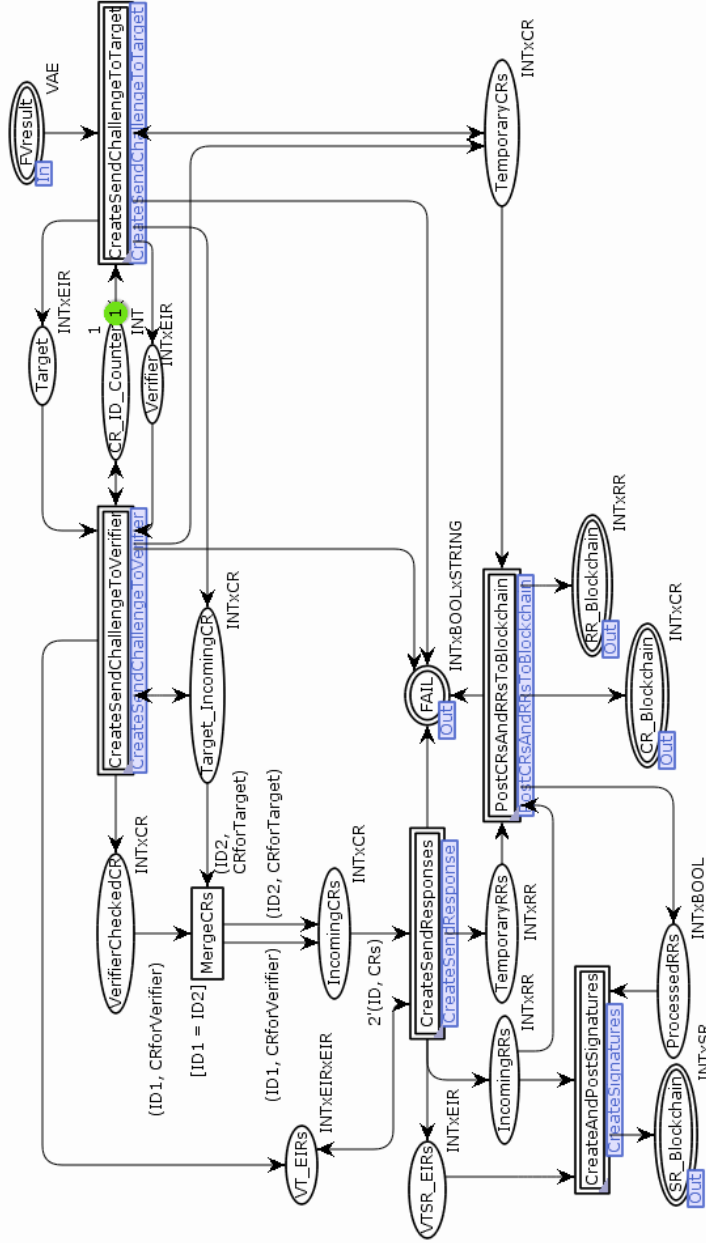 FVresult
In
VAE
CreateSendChallengeToTarget
CreateSendChallengeToTarget
Target
INTxEIR
1
1
INT
CR_ID_Counter
Verifier
INTxEIR
TemporaryCRs
INTxCR
CreateSendChallengeToVerifier
CreateSendChallengeToVerifier
Target_IncomingCR
INTxCR
VerifierCheckedCR
INTxCR
(ID1, CRforVerifier)
(ID2,
CRforTarget)
MergeCRs
[ID1 = ID2]
(ID1, CRforVerifier)
(ID2, CRforTarget)
IncomingCRs
INTxCR
2`(ID, CRs)
VT_EIRs
INTxEIRxEIR
FAIL
Out
INTxBOOLxSTRING
CreateSendResponses
CreateSendResponse
VTSR_EIRs
INTxEIR
IncomingRRs
INTxRR
TemporaryRRs
INTxRR
PostCRsAndRRsToBlockchain
PostCRsAndRRsToBlockchain
RR_Blockchain
Out
INTxRR
CR_Blockchain
Out
INTxCR
CreateAndPostSignatures
CreateSignatures
ProcessedRRs
INTxBOOL
SR_Blockchain
Out
INTxSR